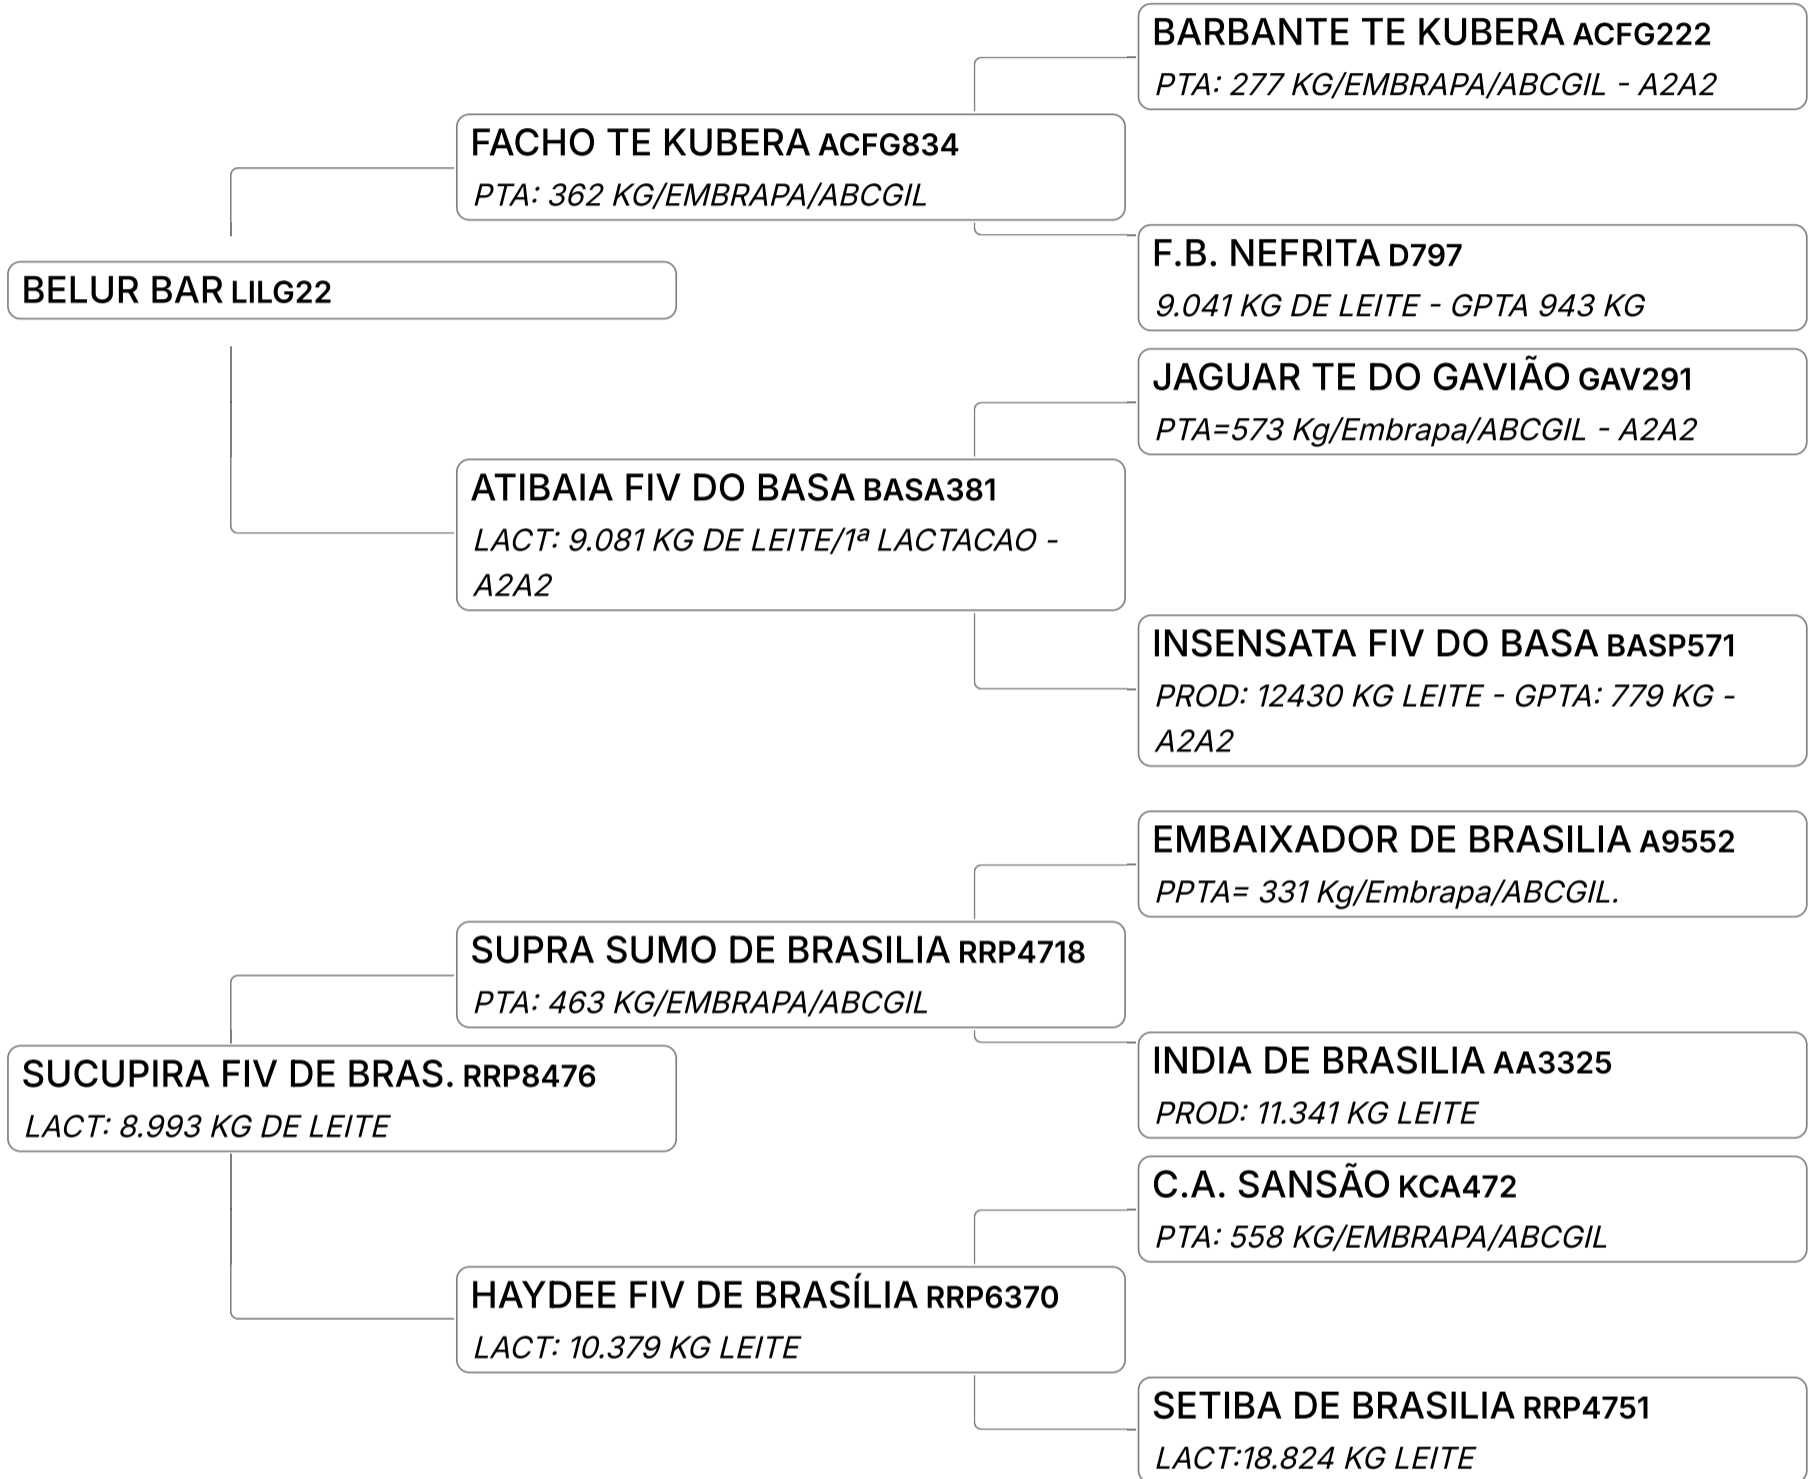 BARBANTE TE KUBERA ACFG222
PTA: 277 KG/EMBRAPA/ABCGIL - A2A2
FACHO TE KUBERA ACFG834
PTA: 362 KG/EMBRAPA/ABCGIL
F.B. NEFRITA D797
9.041 KG DE LEITE - GPTA 943 KG
BELUR BAR LILG22
JAGUAR TE DO GAVIÃO GAV291
PTA=573 Kg/Embrapa/ABCGIL - A2A2
ATIBAIA FIV DO BASA BASA381
LACT: 9.081 KG DE LEITE/1ª LACTACAO -
A2A2
INSENSATA FIV DO BASA BASP571
PROD: 12430 KG LEITE - GPTA: 779 KG -
A2A2
EMBAIXADOR DE BRASILIA A9552
PPTA= 331 Kg/Embrapa/ABCGIL.
SUPRA SUMO DE BRASILIA RRP4718
PTA: 463 KG/EMBRAPA/ABCGIL
INDIA DE BRASILIA AA3325
PROD: 11.341 KG LEITE
SUCUPIRA FIV DE BRAS. RRP8476
LACT: 8.993 KG DE LEITE
C.A. SANSÃO KCA472
PTA: 558 KG/EMBRAPA/ABCGIL
HAYDEE FIV DE BRASÍLIA RRP6370
LACT: 10.379 KG LEITE
SETIBA DE BRASILIA RRP4751
LACT:18.824 KG LEITE